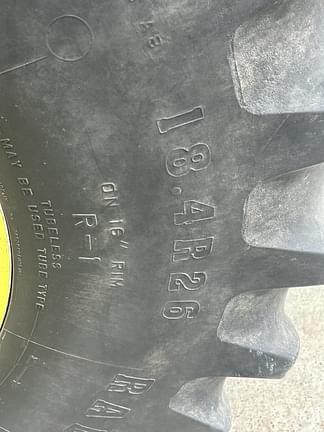 18.4R26
ON 16" RIM
R-1
TUBELESS
MAY BE USED TUBE TYPE